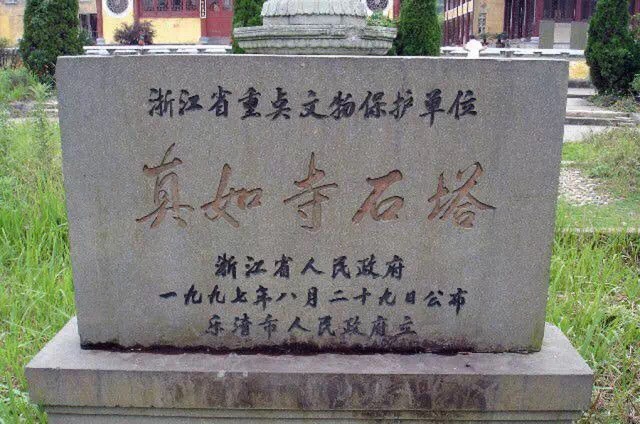 浙江省重点文物保护单位
真如寺石塔
浙江省人民政府
一九九七年八月二十九日公布
乐清市人民政府立